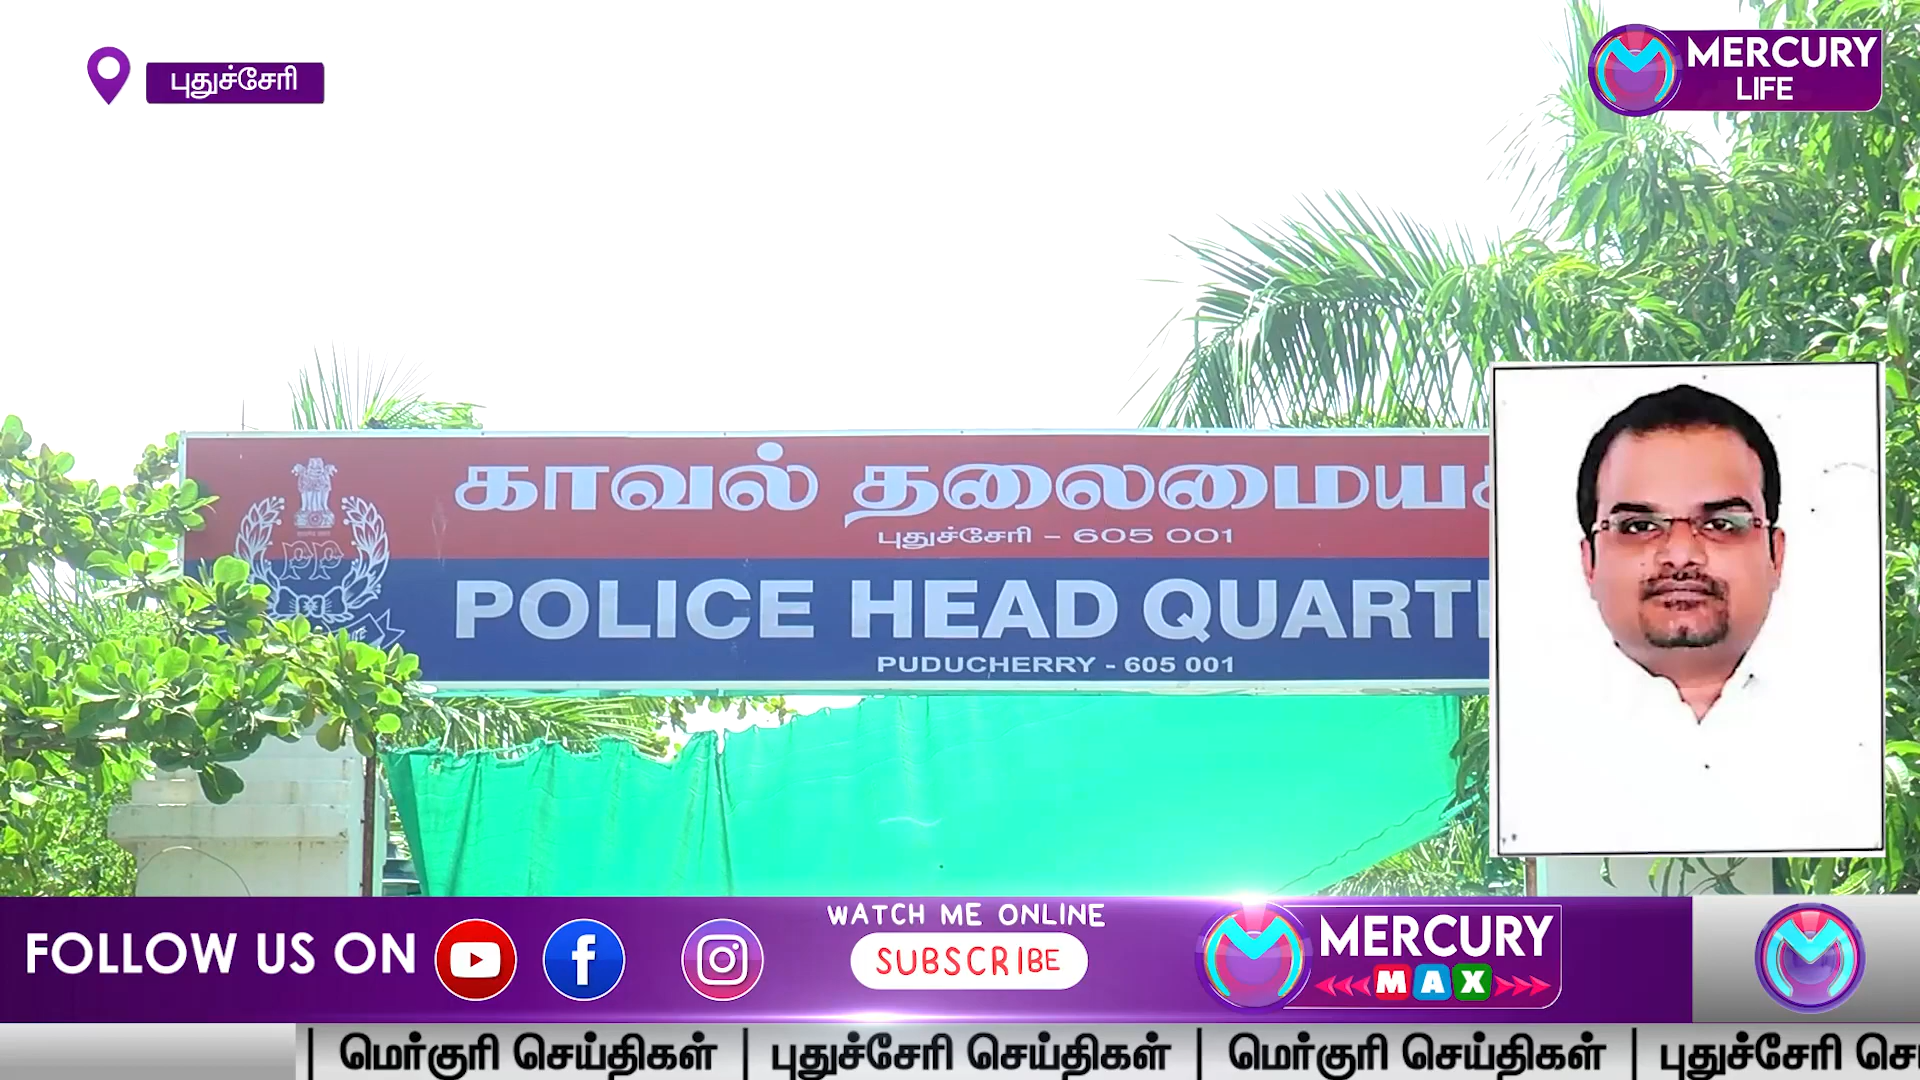 புதுச்சேரி
MERCURY
LIFE
காவல் தலைமைய
புதுச்சேரி - 605 001
PP
POLICE HEAD QUART
PUDUCHERRY - 605 001
FOLLOW US ON
WATCH ME ONLINE
SUBSCRIBE
MERCURY
MAX
மெர்குரி செய்திகள் | புதுச்சேரி செய்திகள் | மெர்குரி செய்திகள் | புதுச்சேரி செய